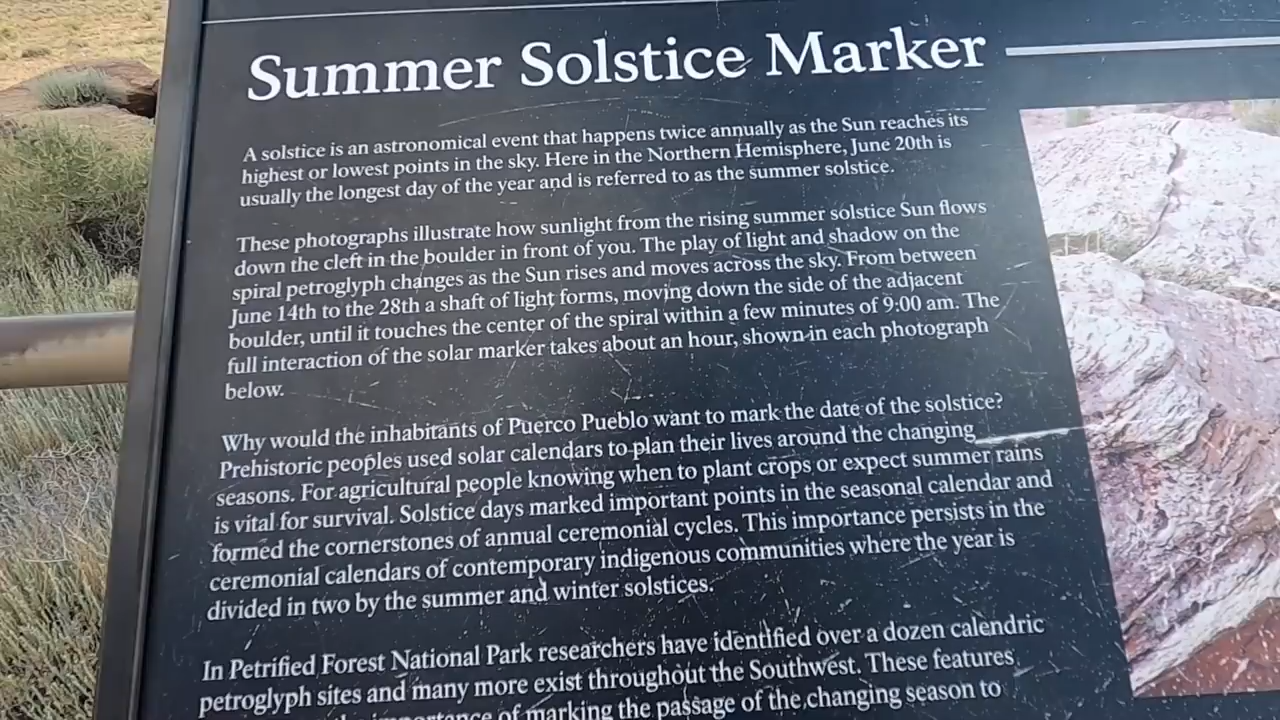 Summer Solstice Marker
A solstice is an astronomical event that happens twice annually as the Sun reaches its
highest or lowest points in the sky. Here in the Northern Hemisphere, June 20th is
usually the longest day of the year and is referred to as the summer solstice.
These photographs illustrate how sunlight from the rising summer solstice Sun flows
down the cleft in the boulder in front of you. The play of light and shadow on the
spiral petroglyph changes as the Sun rises and moves across the sky. From between
June 14th to the 28th a shaft of light forms, moving down the side of the adjacent
boulder, until it touches the center of the spiral within a few minutes of 9:00 am. The
full interaction of the solar marker takes about an hour, shown in each photograph
below.
Why would the inhabitants of Puerco Pueblo want to mark the date of the solstice?
Prehistoric peoples used solar calendars to plan their lives around the changing
seasons. For agricultural people knowing when to plant crops or expect summer rains
is vital for survival. Solstice days marked important points in the seasonal calendar and
formed the cornerstones of annual ceremonial cycles. This importance persists in the
ceremonial calendars of contemporary indigenous communities where the year is
divided in two by the summer and winter solstices.
In Petrified Forest National Park researchers have identified over a dozen calendric
petroglyph sites and many more exist throughout the Southwest. These features
the importance of marking the passage of the changing season to